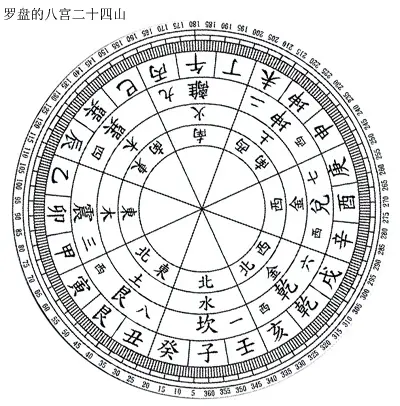 罗盘的八宫二十四山
180 185 190 195 200 205 210 215 220 225 230 235 240 245 250 255 260 265 270 275 280 285 290 295 300 305 310 315 320 325 330 335 340 345 350 355 360 5 10 15 20 25 30 35 40 45 50 55 60 65 70 75 80 85 90 95 100 105 110 115 120 125 130 135 140 145 150 155 160 165 170 175
午 丁 未 坤 申 庚 酉 辛 戌 乾 亥 壬 子 癸 丑 艮 寅 甲 卯 乙 辰 巽 巳 丙
離九
二坤
七兌西
六乾西
坎一
八艮
三震西
四巽
火 土 金 金 水 土 木 木
南 西南 西 西北 北 東北 東 東南